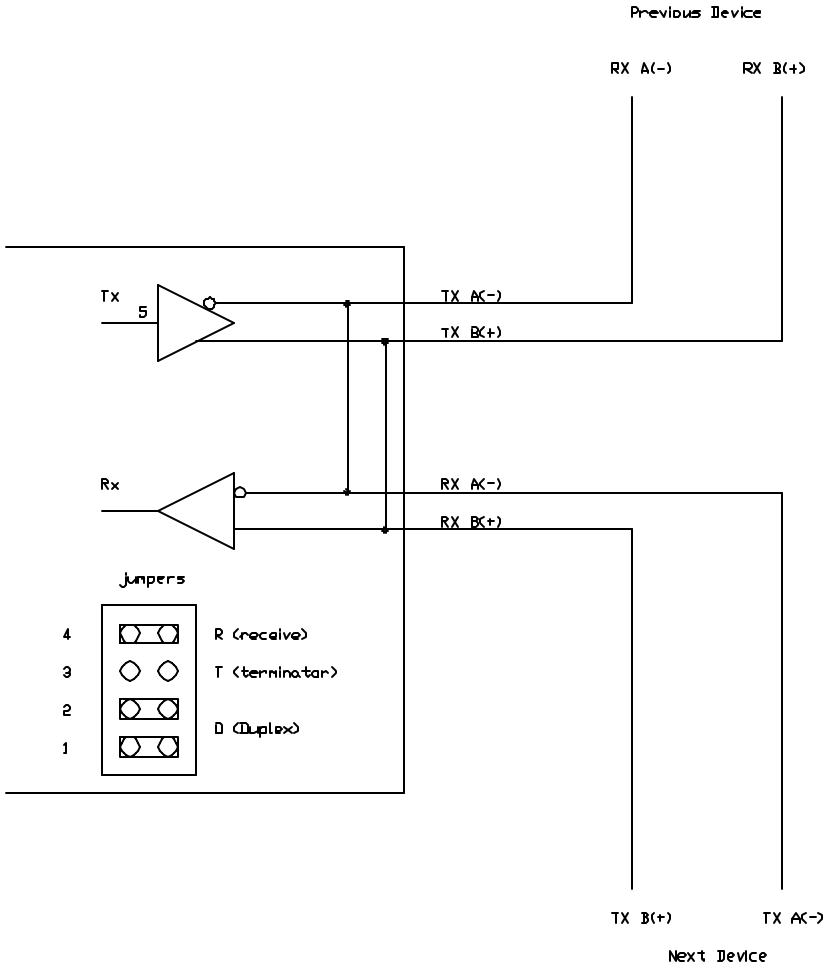 Previous Device
RX A(-) RX B(+)
Tx
5
TX A(-)
TX B(+)
Rx
RX A(-)
RX B(+)
jumpers
4 R (receive)
3 T (terminator)
2
D (Duplex)
1
TX B(+) TX A(-)
Next Device